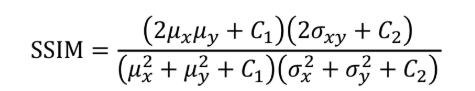 SSIM = \frac{(2\mu_x\mu_y + C_1)(2\sigma_{xy} + C_2)}{(\mu_x^2 + \mu_y^2 + C_1)(\sigma_x^2 + \sigma_y^2 + C_2)}